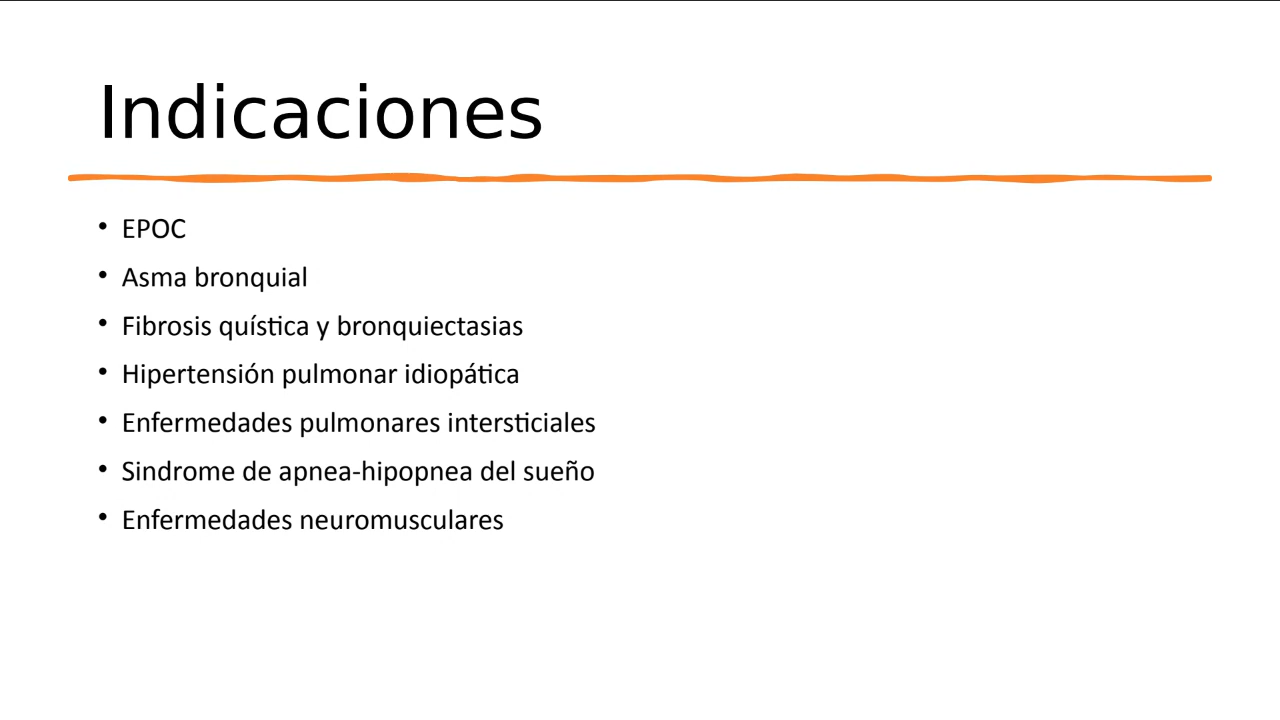 Indicaciones
• EPOC
• Asma bronquial
• Fibrosis quística y bronquiectasias
• Hipertensión pulmonar idiopática
• Enfermedades pulmonares intersticiales
• Sindrome de apnea-hipopnea del sueño
• Enfermedades neuromusculares